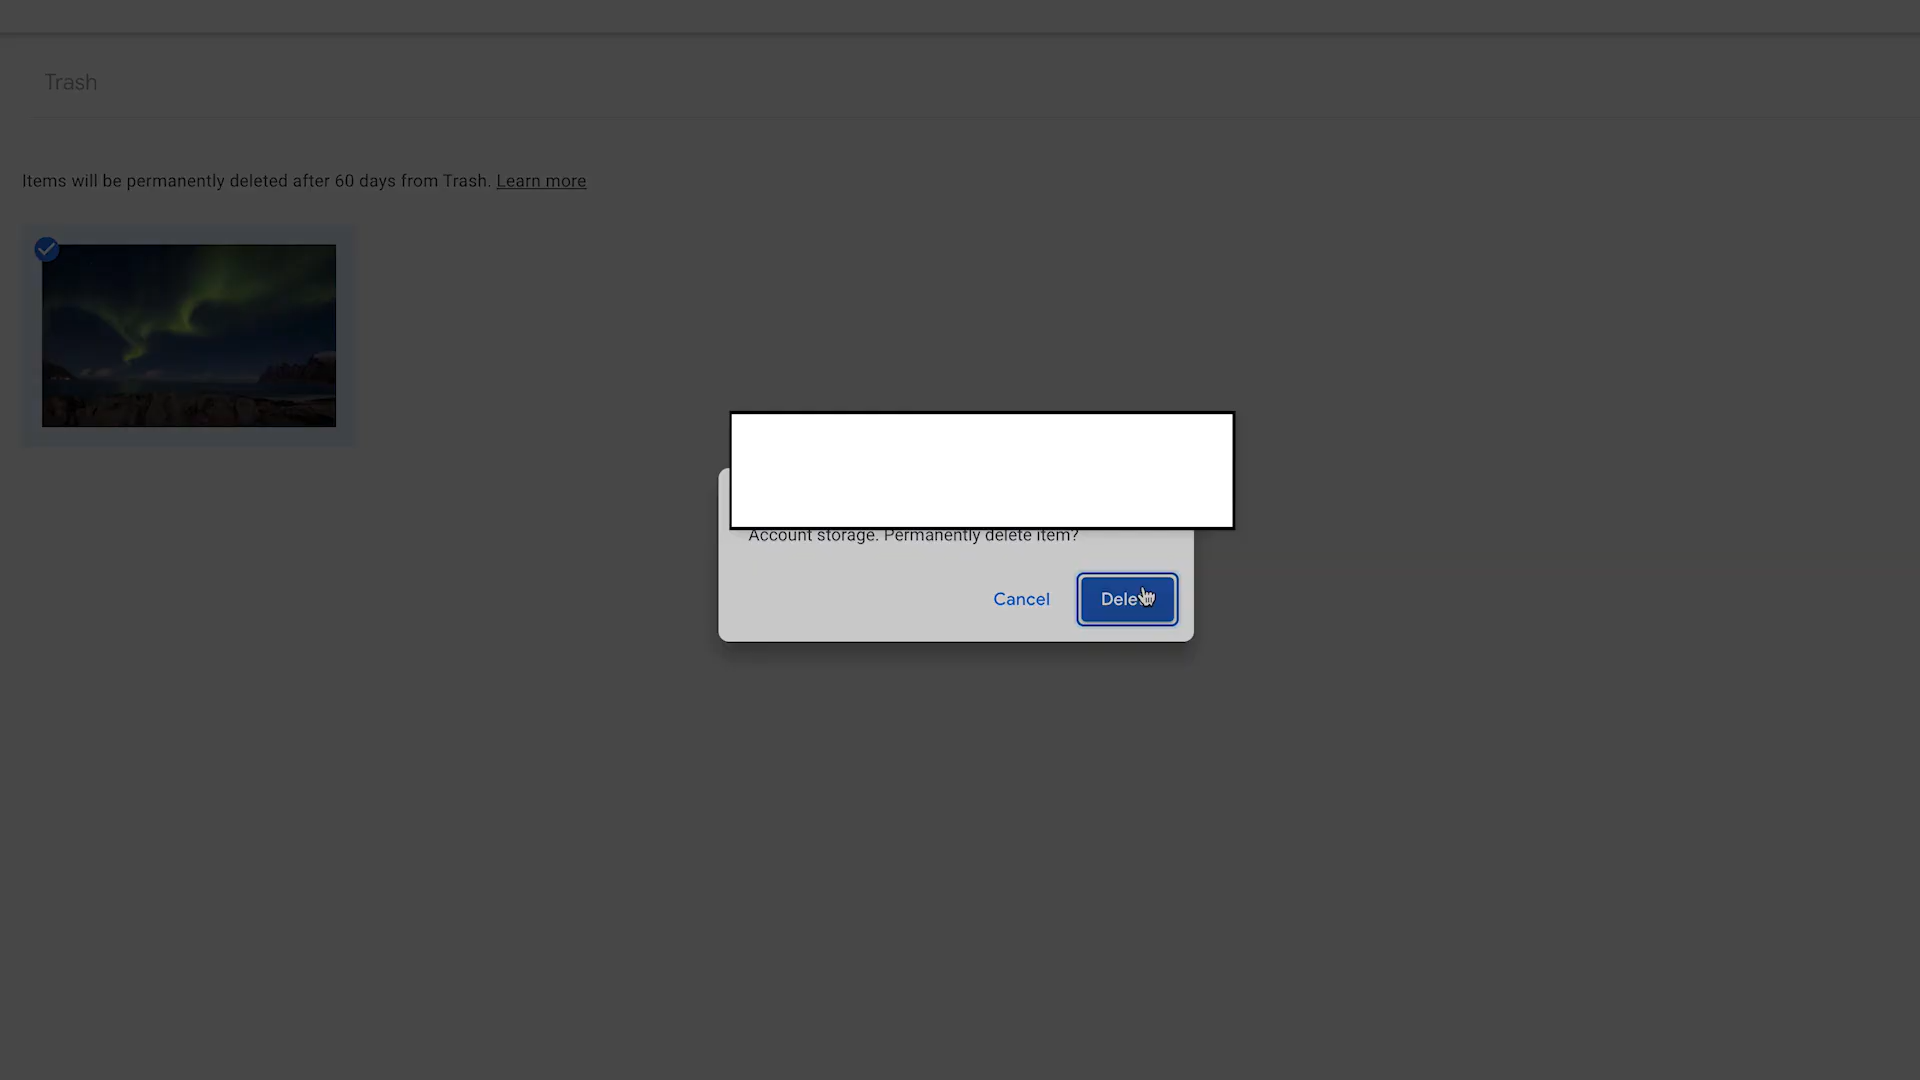 Trash
Items will be permanently deleted after 60 days from Trash. Learn more
Account storage. Permanently delete item?
Cancel